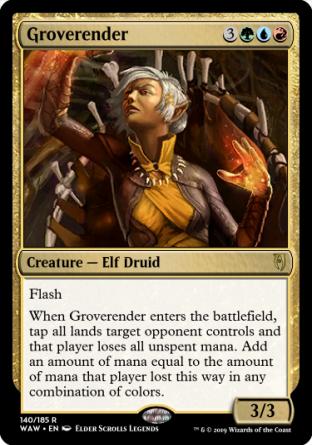 Groverender 3
Creature — Elf Druid
Flash
When Groverender enters the battlefield,
tap all lands target opponent controls and
that player loses all unspent mana. Add
an amount of mana equal to the amount
of mana that player lost this way in any
combination of colors.
3/3
140/185 R
WAW • EN ELDER SCROLLS LEGENDS
™ & © 2019 Wizards of the Coast